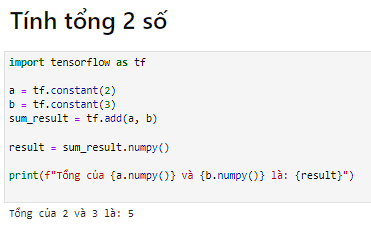 Tính tổng 2 số
import tensorflow as tf
a = tf.constant(2)
b = tf.constant(3)
sum_result = tf.add(a, b)
result = sum_result.numpy()
print(f"Tổng của {a.numpy()} và {b.numpy()} là: {result}")
Tổng của 2 và 3 là: 5